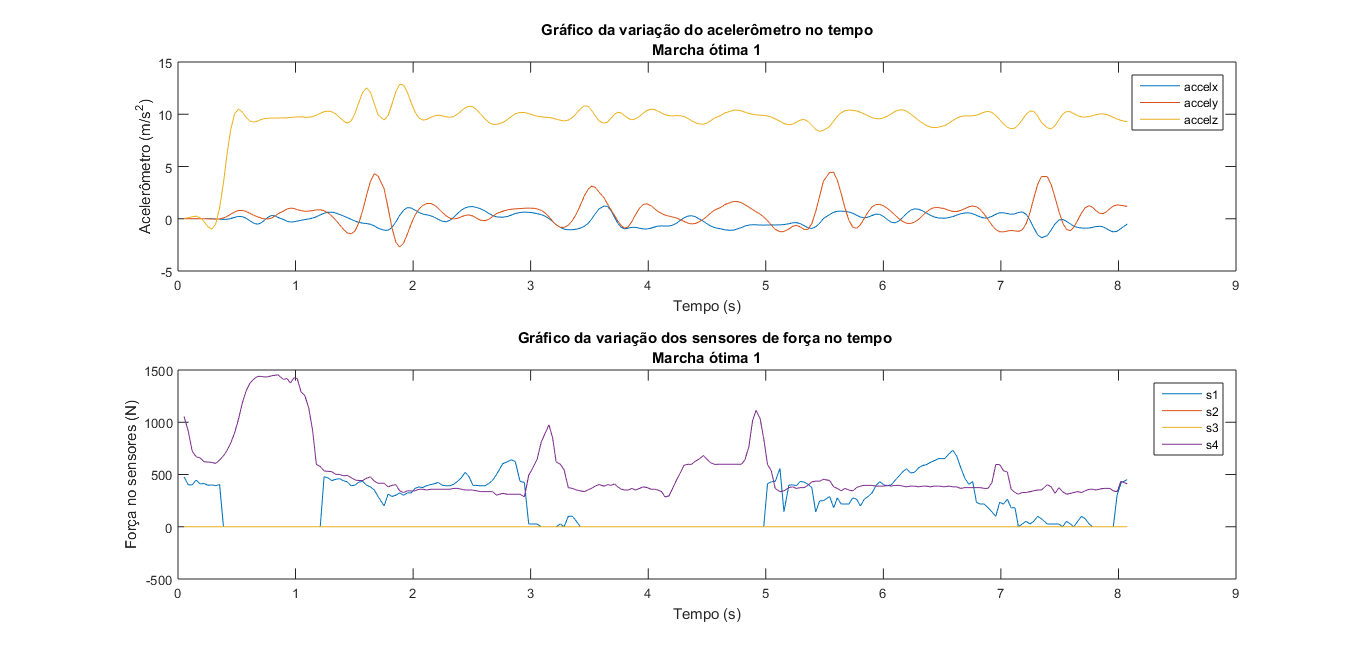 Gráfico da variação do acelerômetro no tempo
Marcha ótima 1
Acelerômetro (m/s²)
15
10
5
0
-5
accelx
accely
accelz
0 1 2 3 4 5 6 7 8 9
Tempo (s)
Gráfico da variação dos sensores de força no tempo
Marcha ótima 1
Força nos sensores (N)
1500
1000
500
0
-500
s1
s2
s3
s4
0 1 2 3 4 5 6 7 8 9
Tempo (s)